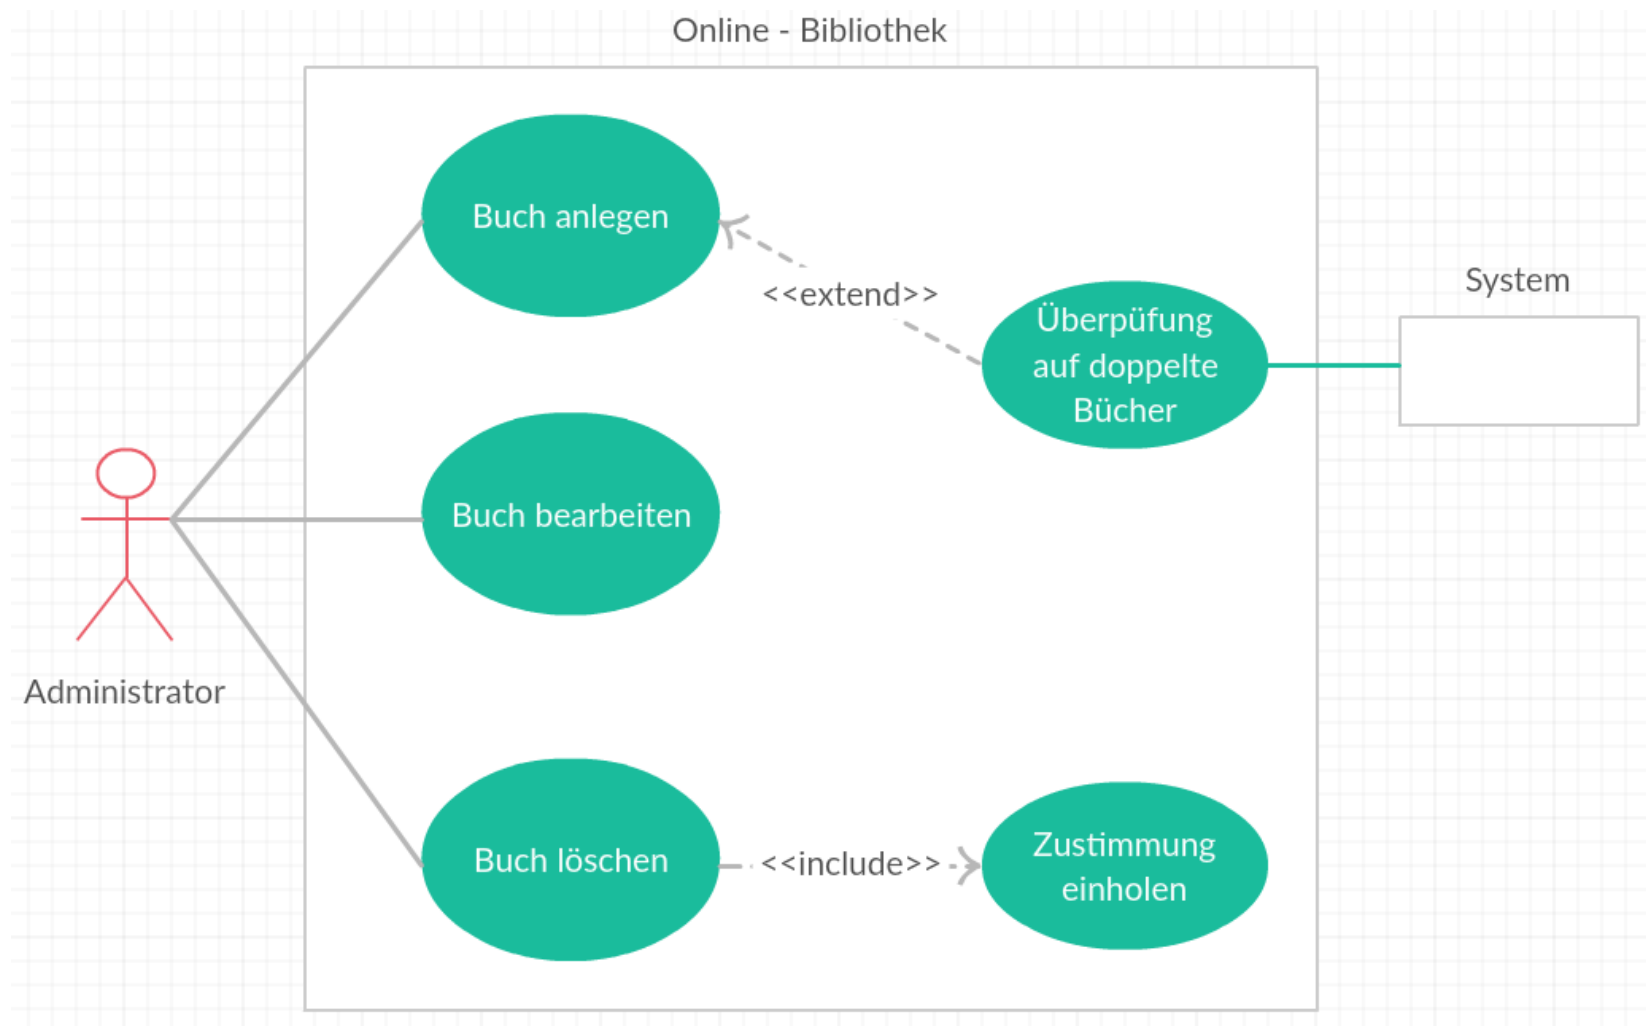 Online - Bibliothek
Buch anlegen
<<extend>>
System
Überpüfung
auf doppelte
Bücher
Buch bearbeiten
Administrator
Buch löschen
<<include>>
Zustimmung
einholen